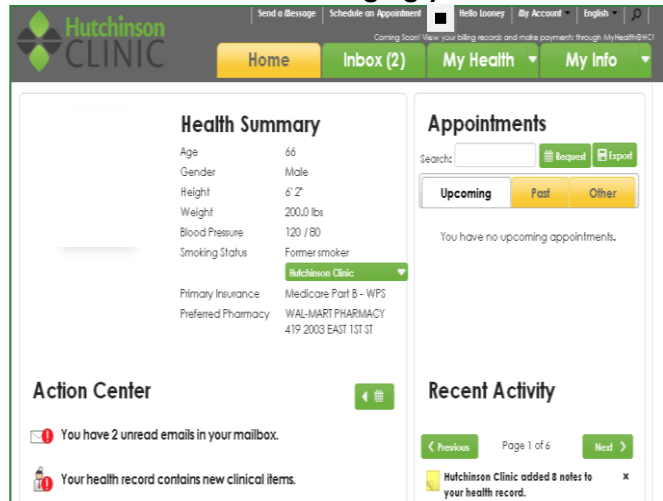 Hutchinson
CLINIC
Send a Message
Schedule an Appointment
Hello Looney
My Account
English
Coming Soon! View your billing records and make payments through MyHealth@HC!
Home
Inbox (2)
My Health
My Info
Health Summary
Age 66
Gender Male
Height 6' 2"
Weight 200.0 lbs
Blood Pressure 120 / 80
Smoking Status Former smoker
Hutchinson Clinic
Primary Insurance Medicare Part B - WPS
Preferred Pharmacy WAL-MART PHARMACY
419 2003 EAST 1ST ST
Appointments
Search:
Request
Export
Upcoming
Past
Other
You have no upcoming appointments.
Action Center
You have 2 unread emails in your mailbox.
Your health record contains new clinical items.
Recent Activity
Previous
Page 1 of 6
Next
Hutchinson Clinic added 8 notes to
your health record.
x